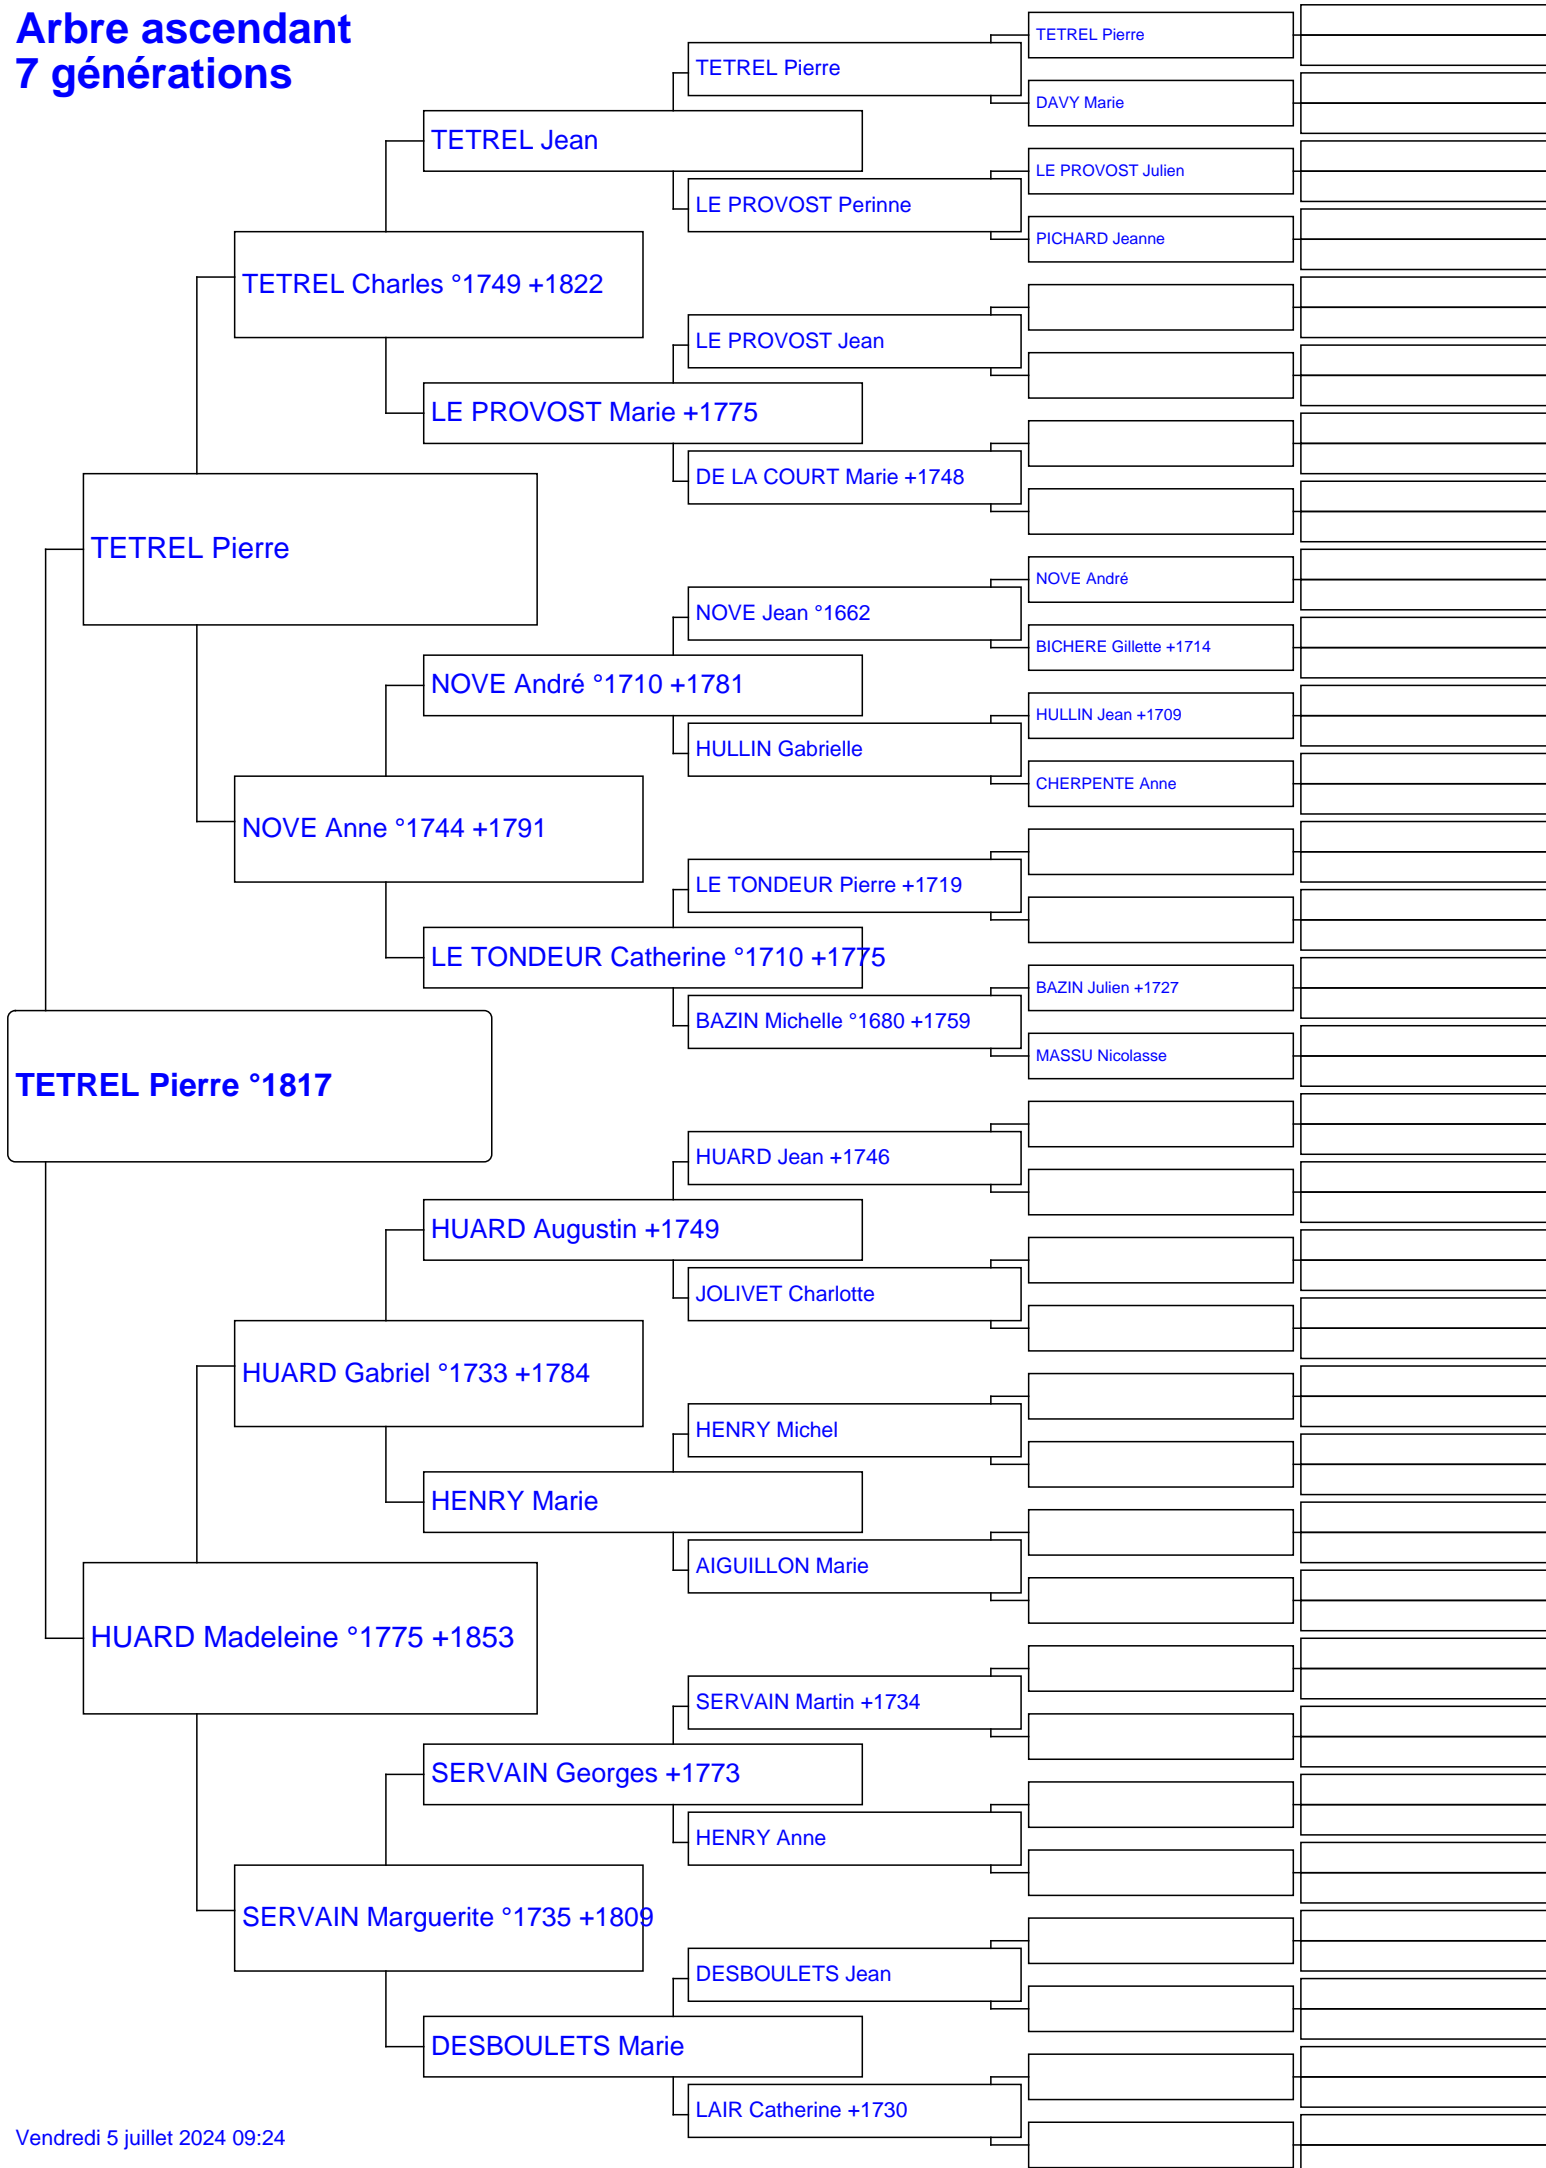 Arbre ascendant
7 générations
TETREL Pierre
TETREL Pierre
DAVY Marie
TETREL Jean
LE PROVOST Julien
LE PROVOST Perinne
PICHARD Jeanne
TETREL Charles °1749 +1822
LE PROVOST Jean
LE PROVOST Marie +1775
DE LA COURT Marie +1748
TETREL Pierre
NOVE André
NOVE Jean °1662
BICHERE Gillette +1714
NOVE André °1710 +1781
HULLIN Jean +1709
HULLIN Gabrielle
CHERPENTE Anne
NOVE Anne °1744 +1791
LE TONDEUR Pierre +1719
LE TONDEUR Catherine °1710 +1775
BAZIN Julien +1727
BAZIN Michelle °1680 +1759
MASSU Nicolasse
TETREL Pierre °1817
HUARD Jean +1746
HUARD Augustin +1749
JOLIVET Charlotte
HUARD Gabriel °1733 +1784
HENRY Michel
HENRY Marie
AIGUILLON Marie
HUARD Madeleine °1775 +1853
SERVAIN Martin +1734
SERVAIN Georges +1773
HENRY Anne
SERVAIN Marguerite °1735 +1809
DESBOULETS Jean
DESBOULETS Marie
LAIR Catherine +1730
Vendredi 5 juillet 2024 09:24